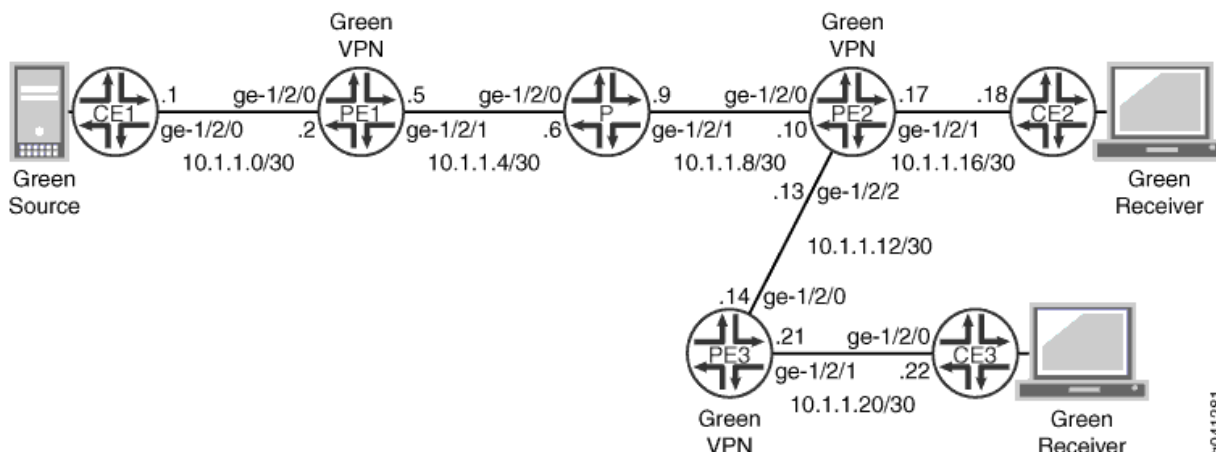 Green
VPN
Green
VPN
.1
ge-1/2/0
.5
ge-1/2/0
.9
ge-1/2/0
.17
.18
CE1
PE1
P
PE2
CE2
ge-1/2/0
.2
ge-1/2/1
.6
ge-1/2/1
.10
ge-1/2/1
10.1.1.0/30
10.1.1.4/30
10.1.1.8/30
10.1.1.16/30
Green
Source
Green
Receiver
.13
ge-1/2/2
10.1.1.12/30
.14
ge-1/2/0
.21
ge-1/2/0
PE3
CE3
ge-1/2/1
.22
10.1.1.20/30
Green
VPN
Green
Receiver